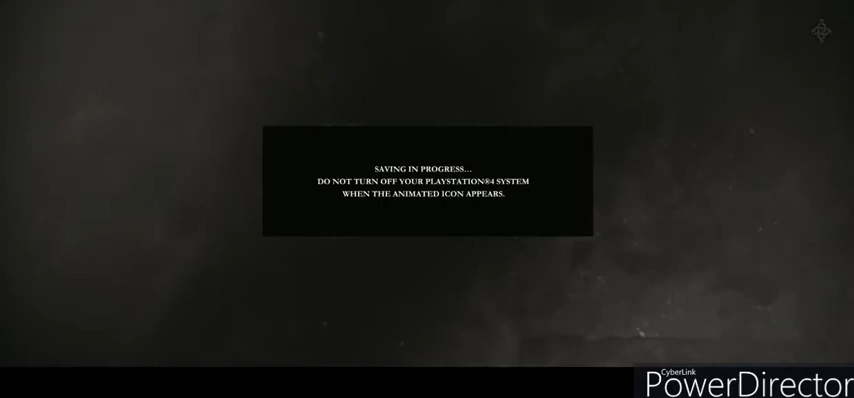 SAVING IN PROGRESS...
DO NOT TURN OFF YOUR PLAYSTATION®4 SYSTEM
WHEN THE ANIMATED ICON APPEARS.
CyberLink
PowerDirector